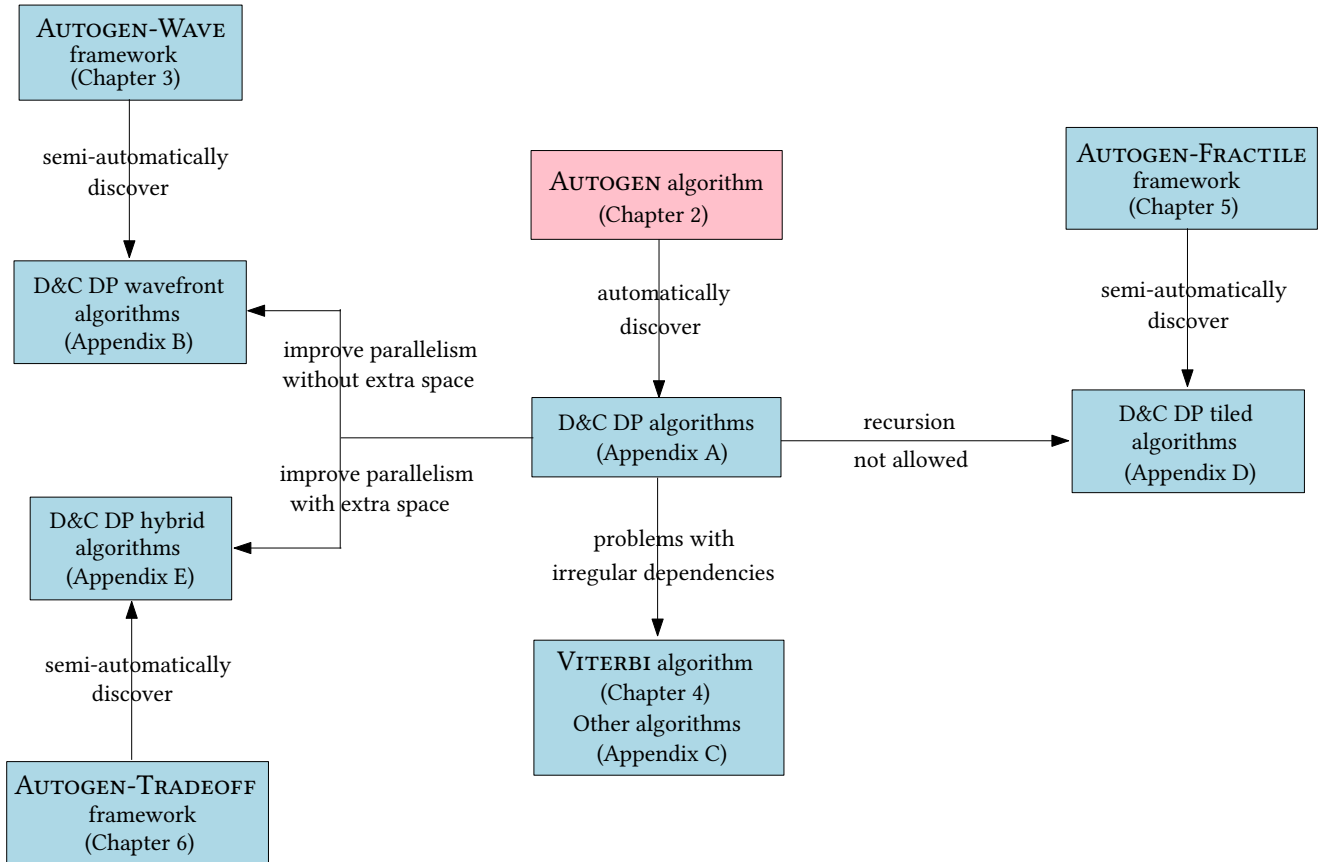 AUTOGEN-WAVE
framework
(Chapter 3)
semi-automatically
discover
D&C DP wavefront
algorithms
(Appendix B)
AUTOGEN algorithm
(Chapter 2)
automatically
discover
AUTOGEN-FRACTILE
framework
(Chapter 5)
semi-automatically
discover
improve parallelism
without extra space
D&C DP algorithms
(Appendix A)
recursion
not allowed
D&C DP tiled
algorithms
(Appendix D)
improve parallelism
with extra space
D&C DP hybrid
algorithms
(Appendix E)
problems with
irregular dependencies
semi-automatically
discover
VITERBI algorithm
(Chapter 4)
Other algorithms
(Appendix C)
AUTOGEN-TRADEOFF
framework
(Chapter 6)